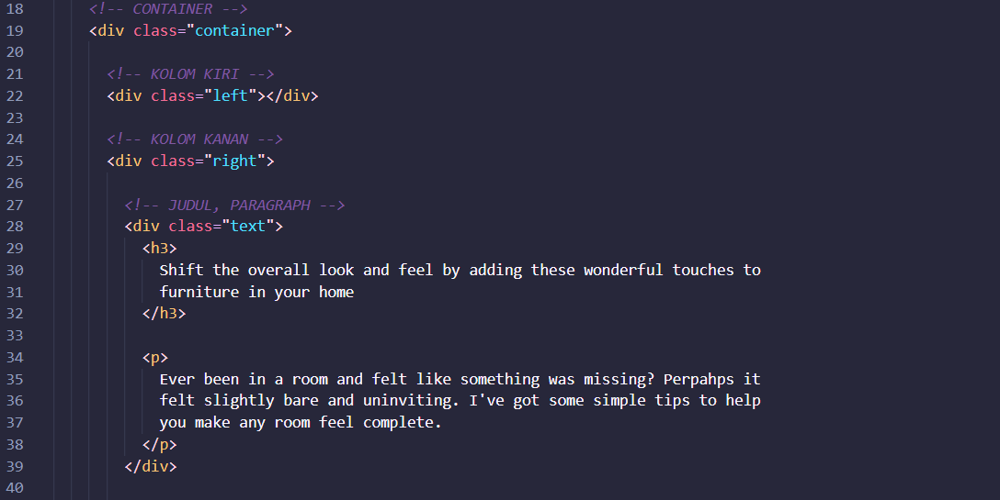 18 <!-- CONTAINER -->
19 <div class="container">
20
21 <!-- KOLOM KIRI -->
22 <div class="left"></div>
23
24 <!-- KOLOM KANAN -->
25 <div class="right">
26
27 <!-- JUDUL, PARAGRAPH -->
28 <div class="text">
29 <h3>
30 Shift the overall look and feel by adding these wonderful touches to
31 furniture in your home
32 </h3>
33
34 <p>
35 Ever been in a room and felt like something was missing? Perpahps it
36 felt slightly bare and uninviting. I've got some simple tips to help
37 you make any room feel complete.
38 </p>
39 </div>
40